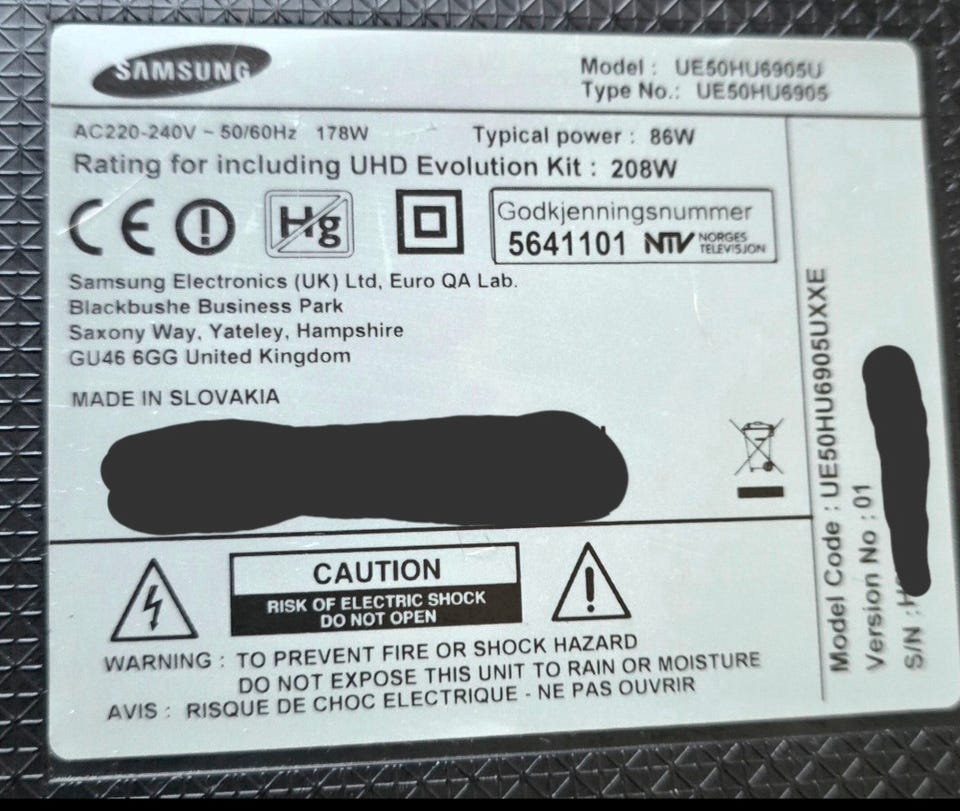 SAMSUNG
Model : UE50HU6905U
Type No.: UE50HU6905
AC220-240V ~ 50/60Hz 178W Typical power : 86W
Rating for including UHD Evolution Kit : 208W
CE Hg
Godkjenningsnummer
5641101 NTV NORGES TELEVISJON
Samsung Electronics (UK) Ltd, Euro QA Lab.
Blackbushe Business Park
Saxony Way, Yateley, Hampshire
GU46 6GG United Kingdom
MADE IN SLOVAKIA
CAUTION
RISK OF ELECTRIC SHOCK
DO NOT OPEN
WARNING : TO PREVENT FIRE OR SHOCK HAZARD
DO NOT EXPOSE THIS UNIT TO RAIN OR MOISTURE
AVIS : RISQUE DE CHOC ELECTRIQUE - NE PAS OUVRIR
Model Code : UE50HU6905UXXE
Version No : 01
S/N :